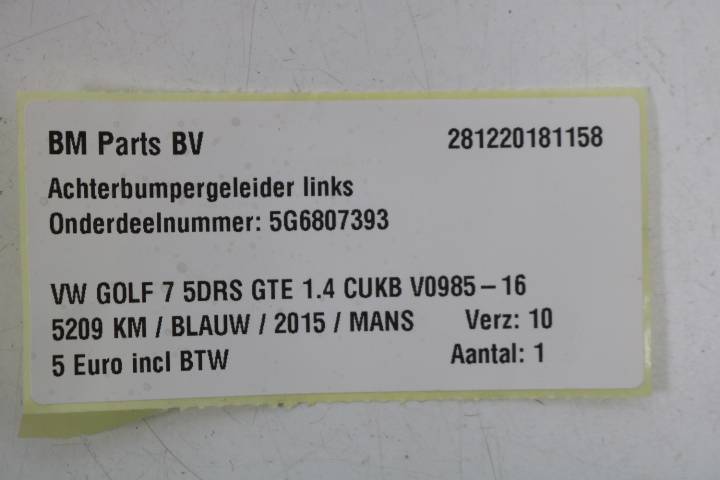 BM Parts BV 281220181158
Achterbumpergeleider links
Onderdeelnummer: 5G6807393
VW GOLF 7 5DRS GTE 1.4 CUKB V0985-16
5209 KM / BLAUW / 2015 / MANS Verz: 10
5 Euro incl BTW Aantal: 1